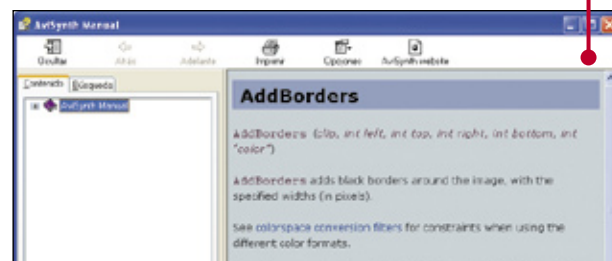 AviSynth Manual
Ocultar Atrás Adelante Imprimir Opciones AviSynth website
Contenido Búsqueda
AviSynth Manual
AddBorders
AddBorders (clip, int left, int top, int right, int bottom, int
"color")
AddBorders adds black borders around the image, with the
specified widths (in pixels).
See colorspace conversion filters for constraints when using the
different color formats.